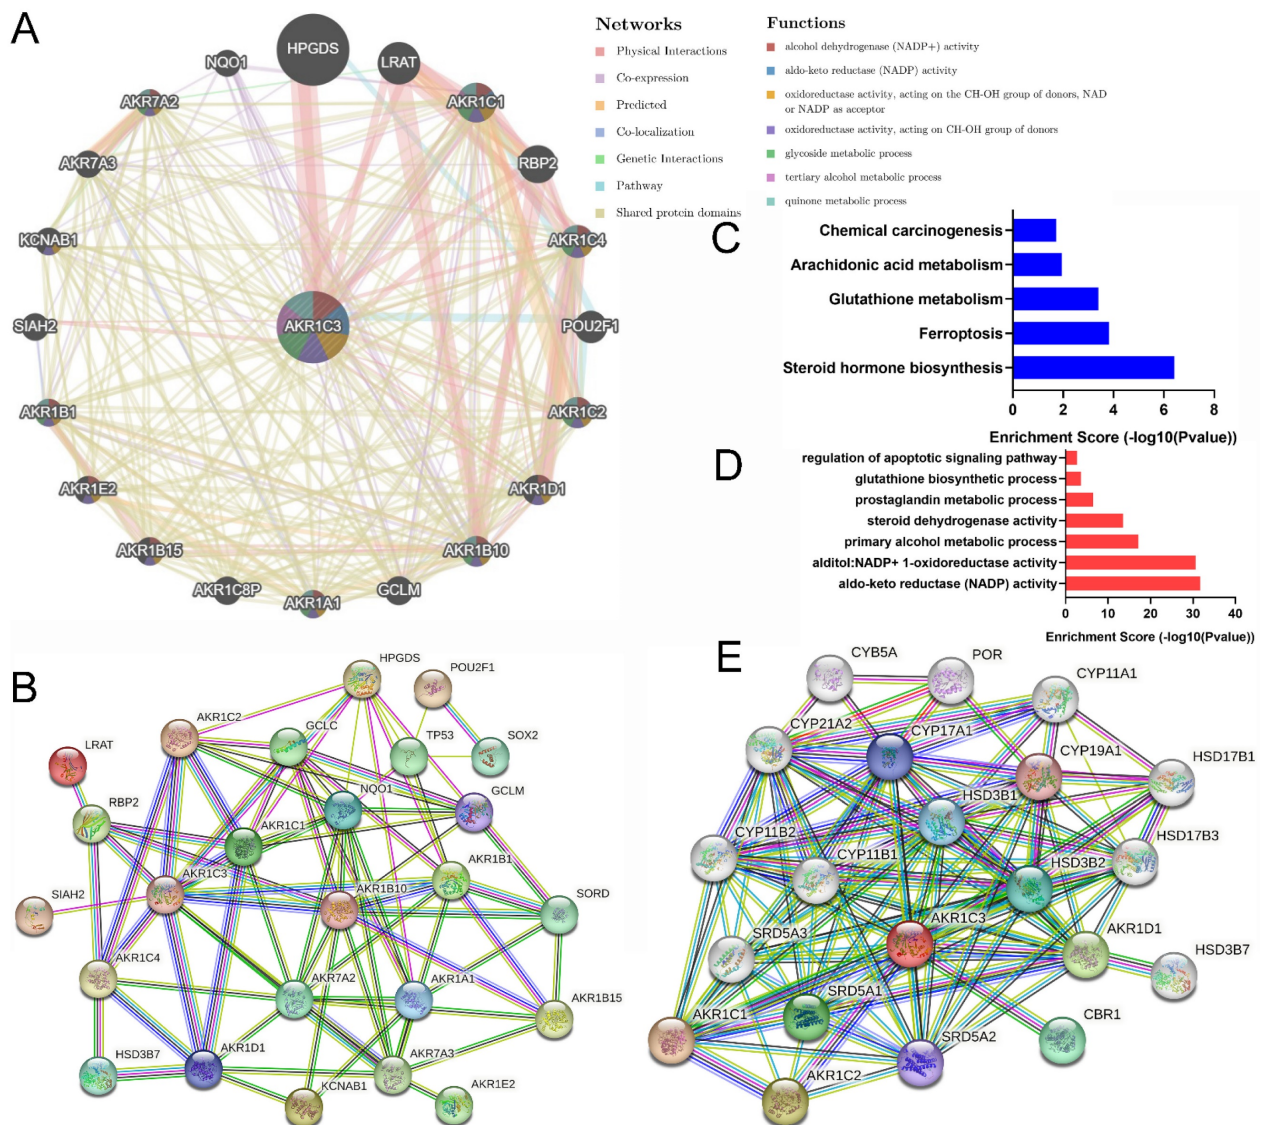 A
Networks
Physical Interactions
Co-expression
Predicted
Co-localization
Genetic Interactions
Pathway
Shared protein domains
Functions
alcohol dehydrogenase (NADP+) activity
aldo-keto reductase (NADP) activity
oxidoreductase activity, acting on the CH-OH group of donors, NAD
or NADP as acceptor
oxidoreductase activity, acting on CH-OH group of donors
glycoside metabolic process
tertiary alcohol metabolic process
quinone metabolic process
HPGDS
NQO1
LRAT
AKR7A2
AKR1C1
AKR7A3
RBP2
KCNAB1
AKR1C4
SIAH2
AKR1C3
POU2F1
AKR1B1
AKR1C2
AKR1E2
AKR1D1
AKR1B15
AKR1B10
AKR1C8P
GCLM
AKR1A1
C
Chemical carcinogenesis
Arachidonic acid metabolism
Glutathione metabolism
Ferroptosis
Steroid hormone biosynthesis
0 2 4 6 8
Enrichment Score (-log10(Pvalue))
D
regulation of apoptotic signaling pathway
glutathione biosynthetic process
prostaglandin metabolic process
steroid dehydrogenase activity
primary alcohol metabolic process
alditol:NADP+ 1-oxidoreductase activity
aldo-keto reductase (NADP) activity
0 10 20 30 40
Enrichment Score (-log10(Pvalue))
B
HPGDS
POU2F1
AKR1C2
GCLC
TP53
SOX2
LRAT
NQO1
GCLM
RBP2
AKR1C1
AKR1B1
AKR1C3
AKR1B10
SIAH2
SORD
AKR1C4
AKR7A2
AKR1A1
AKR1B15
HSD3B7
AKR1D1
AKR7A3
KCNAB1
AKR1E2
E
CYB5A
POR
CYP11A1
CYP21A2
CYP17A1
CYP19A1
HSD17B1
HSD3B1
CYP11B2
CYP11B1
HSD17B3
HSD3B2
AKR1C3
SRD5A3
AKR1D1
HSD3B7
SRD5A1
AKR1C1
SRD5A2
CBR1
AKR1C2